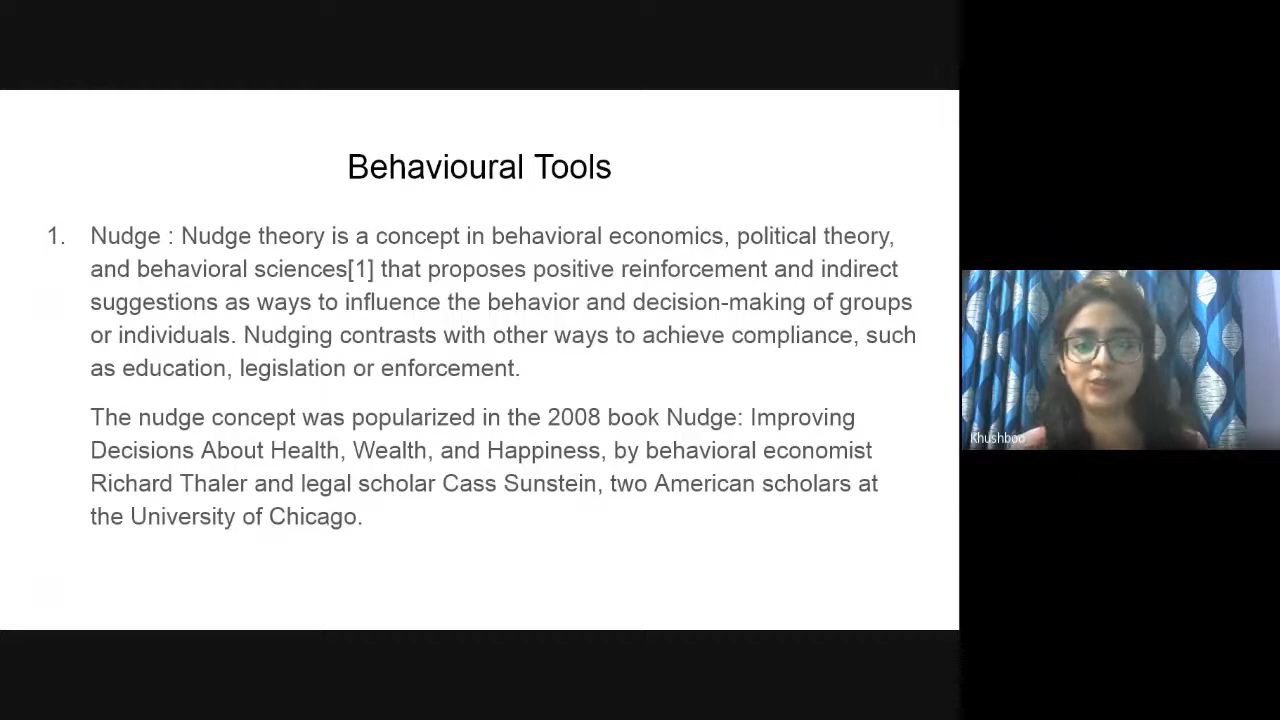 Behavioural Tools
1. Nudge : Nudge theory is a concept in behavioral economics, political theory,
and behavioral sciences[1] that proposes positive reinforcement and indirect
suggestions as ways to influence the behavior and decision-making of groups
or individuals. Nudging contrasts with other ways to achieve compliance, such
as education, legislation or enforcement.
The nudge concept was popularized in the 2008 book Nudge: Improving
Decisions About Health, Wealth, and Happiness, by behavioral economist
Richard Thaler and legal scholar Cass Sunstein, two American scholars at
the University of Chicago.
Khushboo